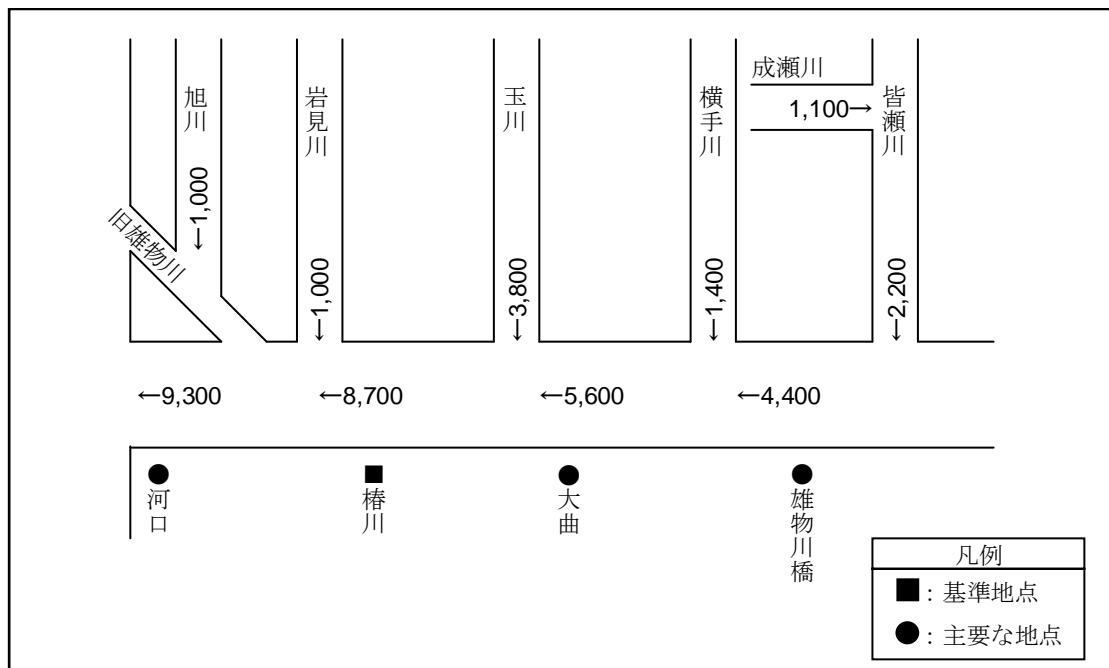 成瀬川
1,100→
旭川
←1,000
旧雄物川
岩見川
←1,000
玉川
←3,800
横手川
←1,400
皆瀬川
←2,200
←9,300
←8,700
←5,600
←4,400
河口
椿川
大曲
雄物川橋
凡例
■：基準地点
●：主要な地点